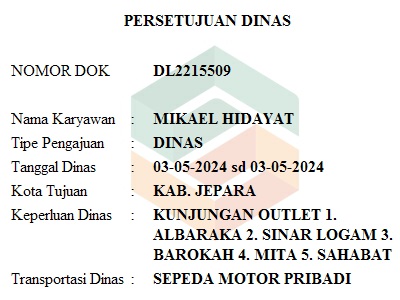 PERSETUJUAN DINAS
NOMOR DOK DL2215509
Nama Karyawan : MIKAEL HIDAYAT
Tipe Pengajuan : DINAS
Tanggal Dinas : 03-05-2024 sd 03-05-2024
Kota Tujuan : KAB. JEPARA
Keperluan Dinas : KUNJUNGAN OUTLET 1.
ALBARAKA 2. SINAR LOGAM 3.
BAROKAH 4. MITA 5. SAHABAT
Transportasi Dinas : SEPEDA MOTOR PRIBADI